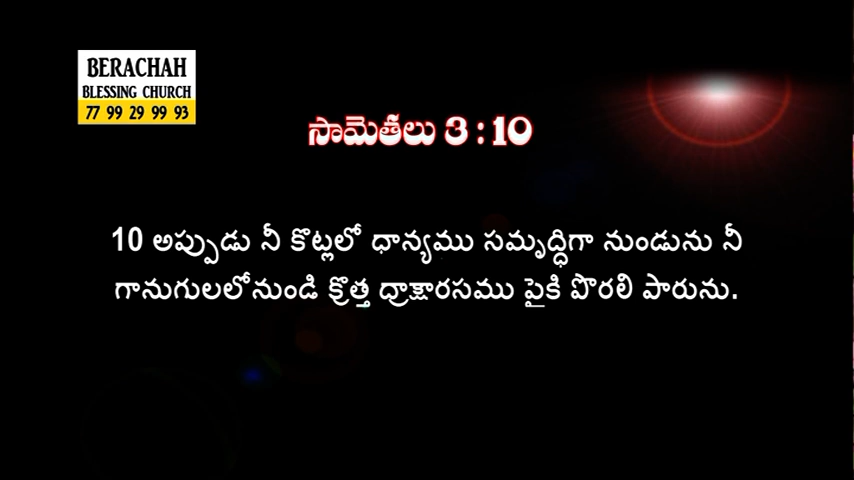 BERACHAH
BLESSING CHURCH
77 99 29 99 93
సామెతలు 3 : 10
10 అప్పుడు నీ కొట్లలో ధాన్యము సమృద్ధిగా నుండును నీ
గానుగులలోనుండి క్రొత్త ధ్రాక్షారసము పైకి పొరలి పారును.